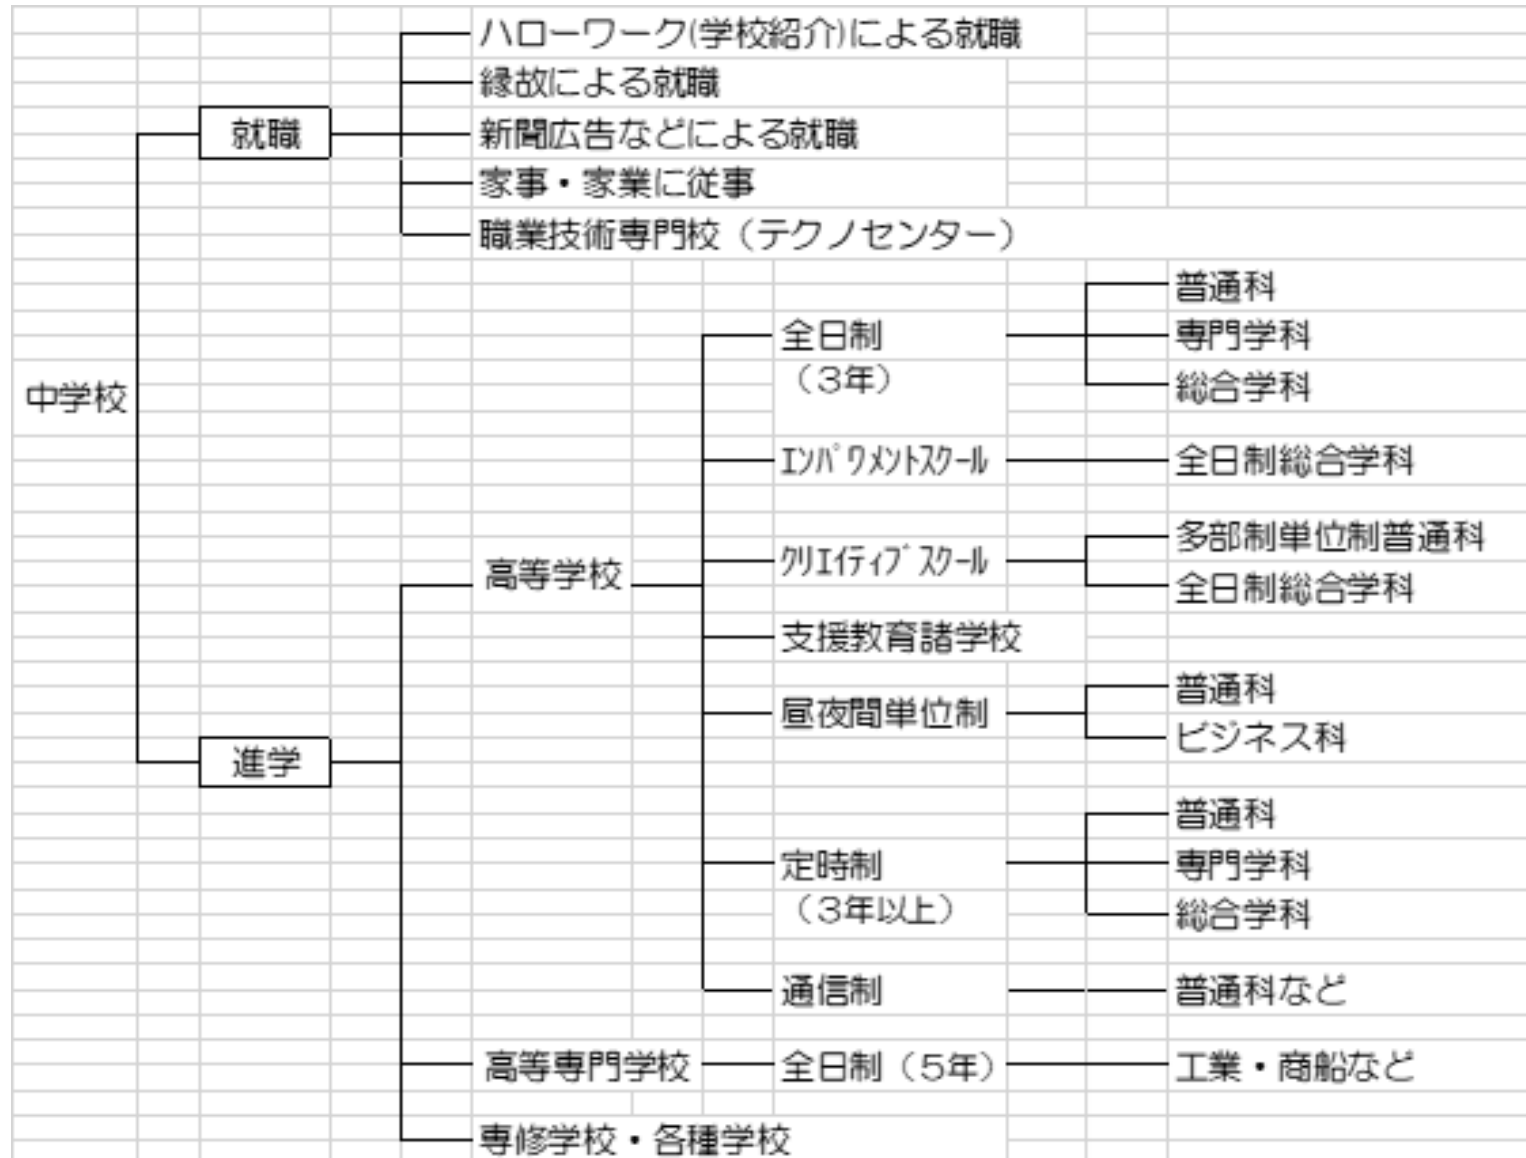 ハローワーク(学校紹介)による就職
縁故による就職
就職
新聞広告などによる就職
家事・家業に従事
職業技術専門校（テクノセンター）
普通科
全日制
専門学科
（3年）
総合学科
中学校
ｴﾝﾊﾟﾜﾒﾝﾄｽｸｰﾙ
全日制総合学科
多部制単位制普通科
高等学校
ｸﾘｴｲﾃｨﾌﾞｽｸｰﾙ
全日制総合学科
支援教育諸学校
普通科
昼夜間単位制
ビジネス科
進学
普通科
定時制
専門学科
（3年以上）
総合学科
通信制
普通科など
高等専門学校
全日制（5年）
工業・商船など
専修学校・各種学校